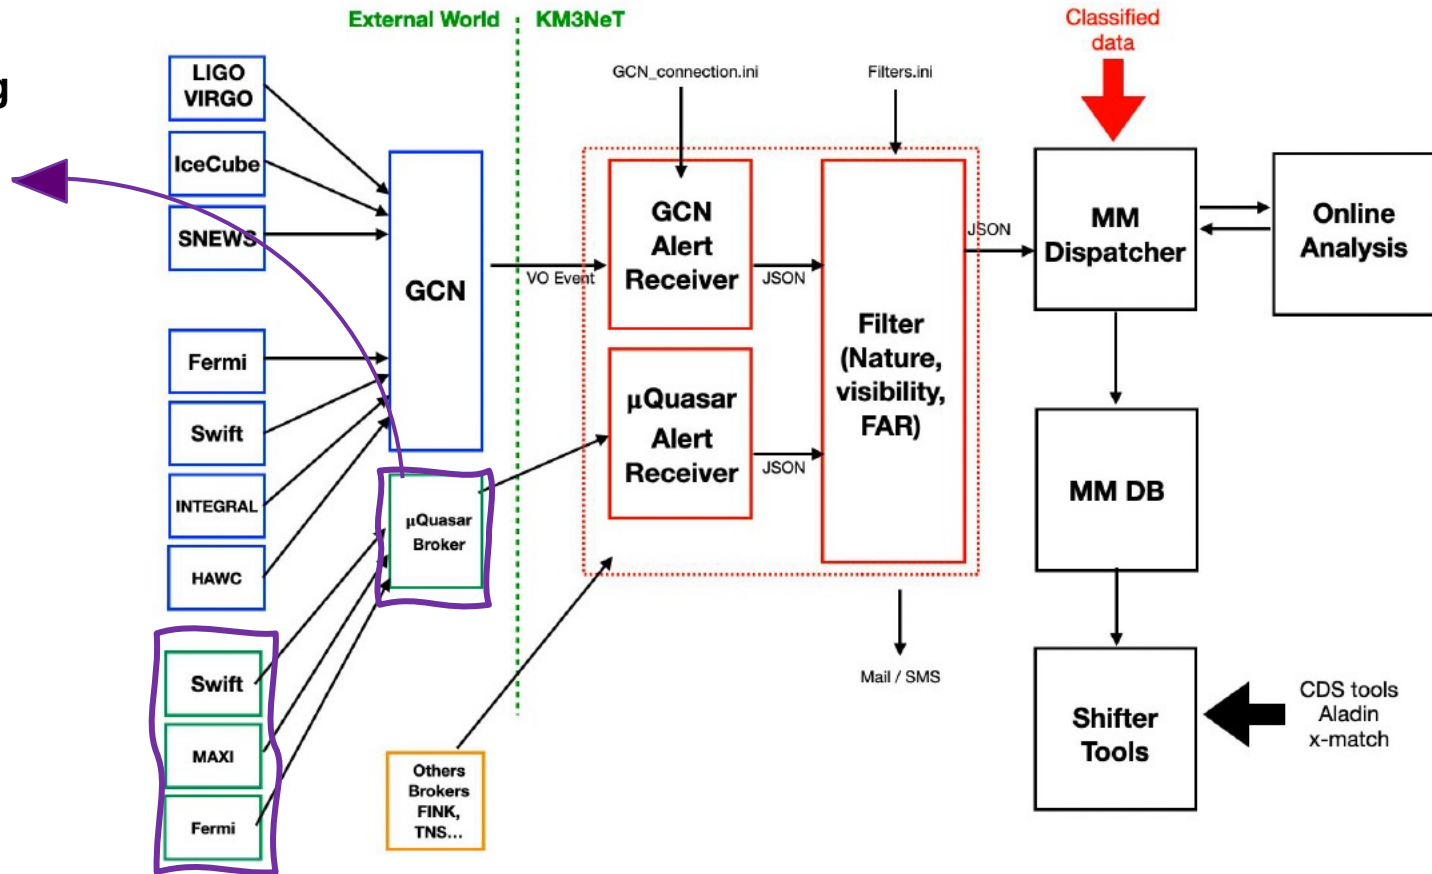 External World
KM3NeT
Classified
data
g
LIGO
VIRGO
IceCube
SNEWS
Fermi
Swift
INTEGRAL
HAWC
Swift
MAXI
Fermi
GCN
µQuasar
Broker
Others
Brokers
FINK,
TNS...
VO Event
GCN_connection.ini
Filters.ini
GCN
Alert
Receiver
JSON
µQuasar
Alert
Receiver
JSON
Filter
(Nature,
visibility,
FAR)
JSON
Mail / SMS
MM
Dispatcher
Online
Analysis
MM DB
Shifter
Tools
CDS tools
Aladin
x-match